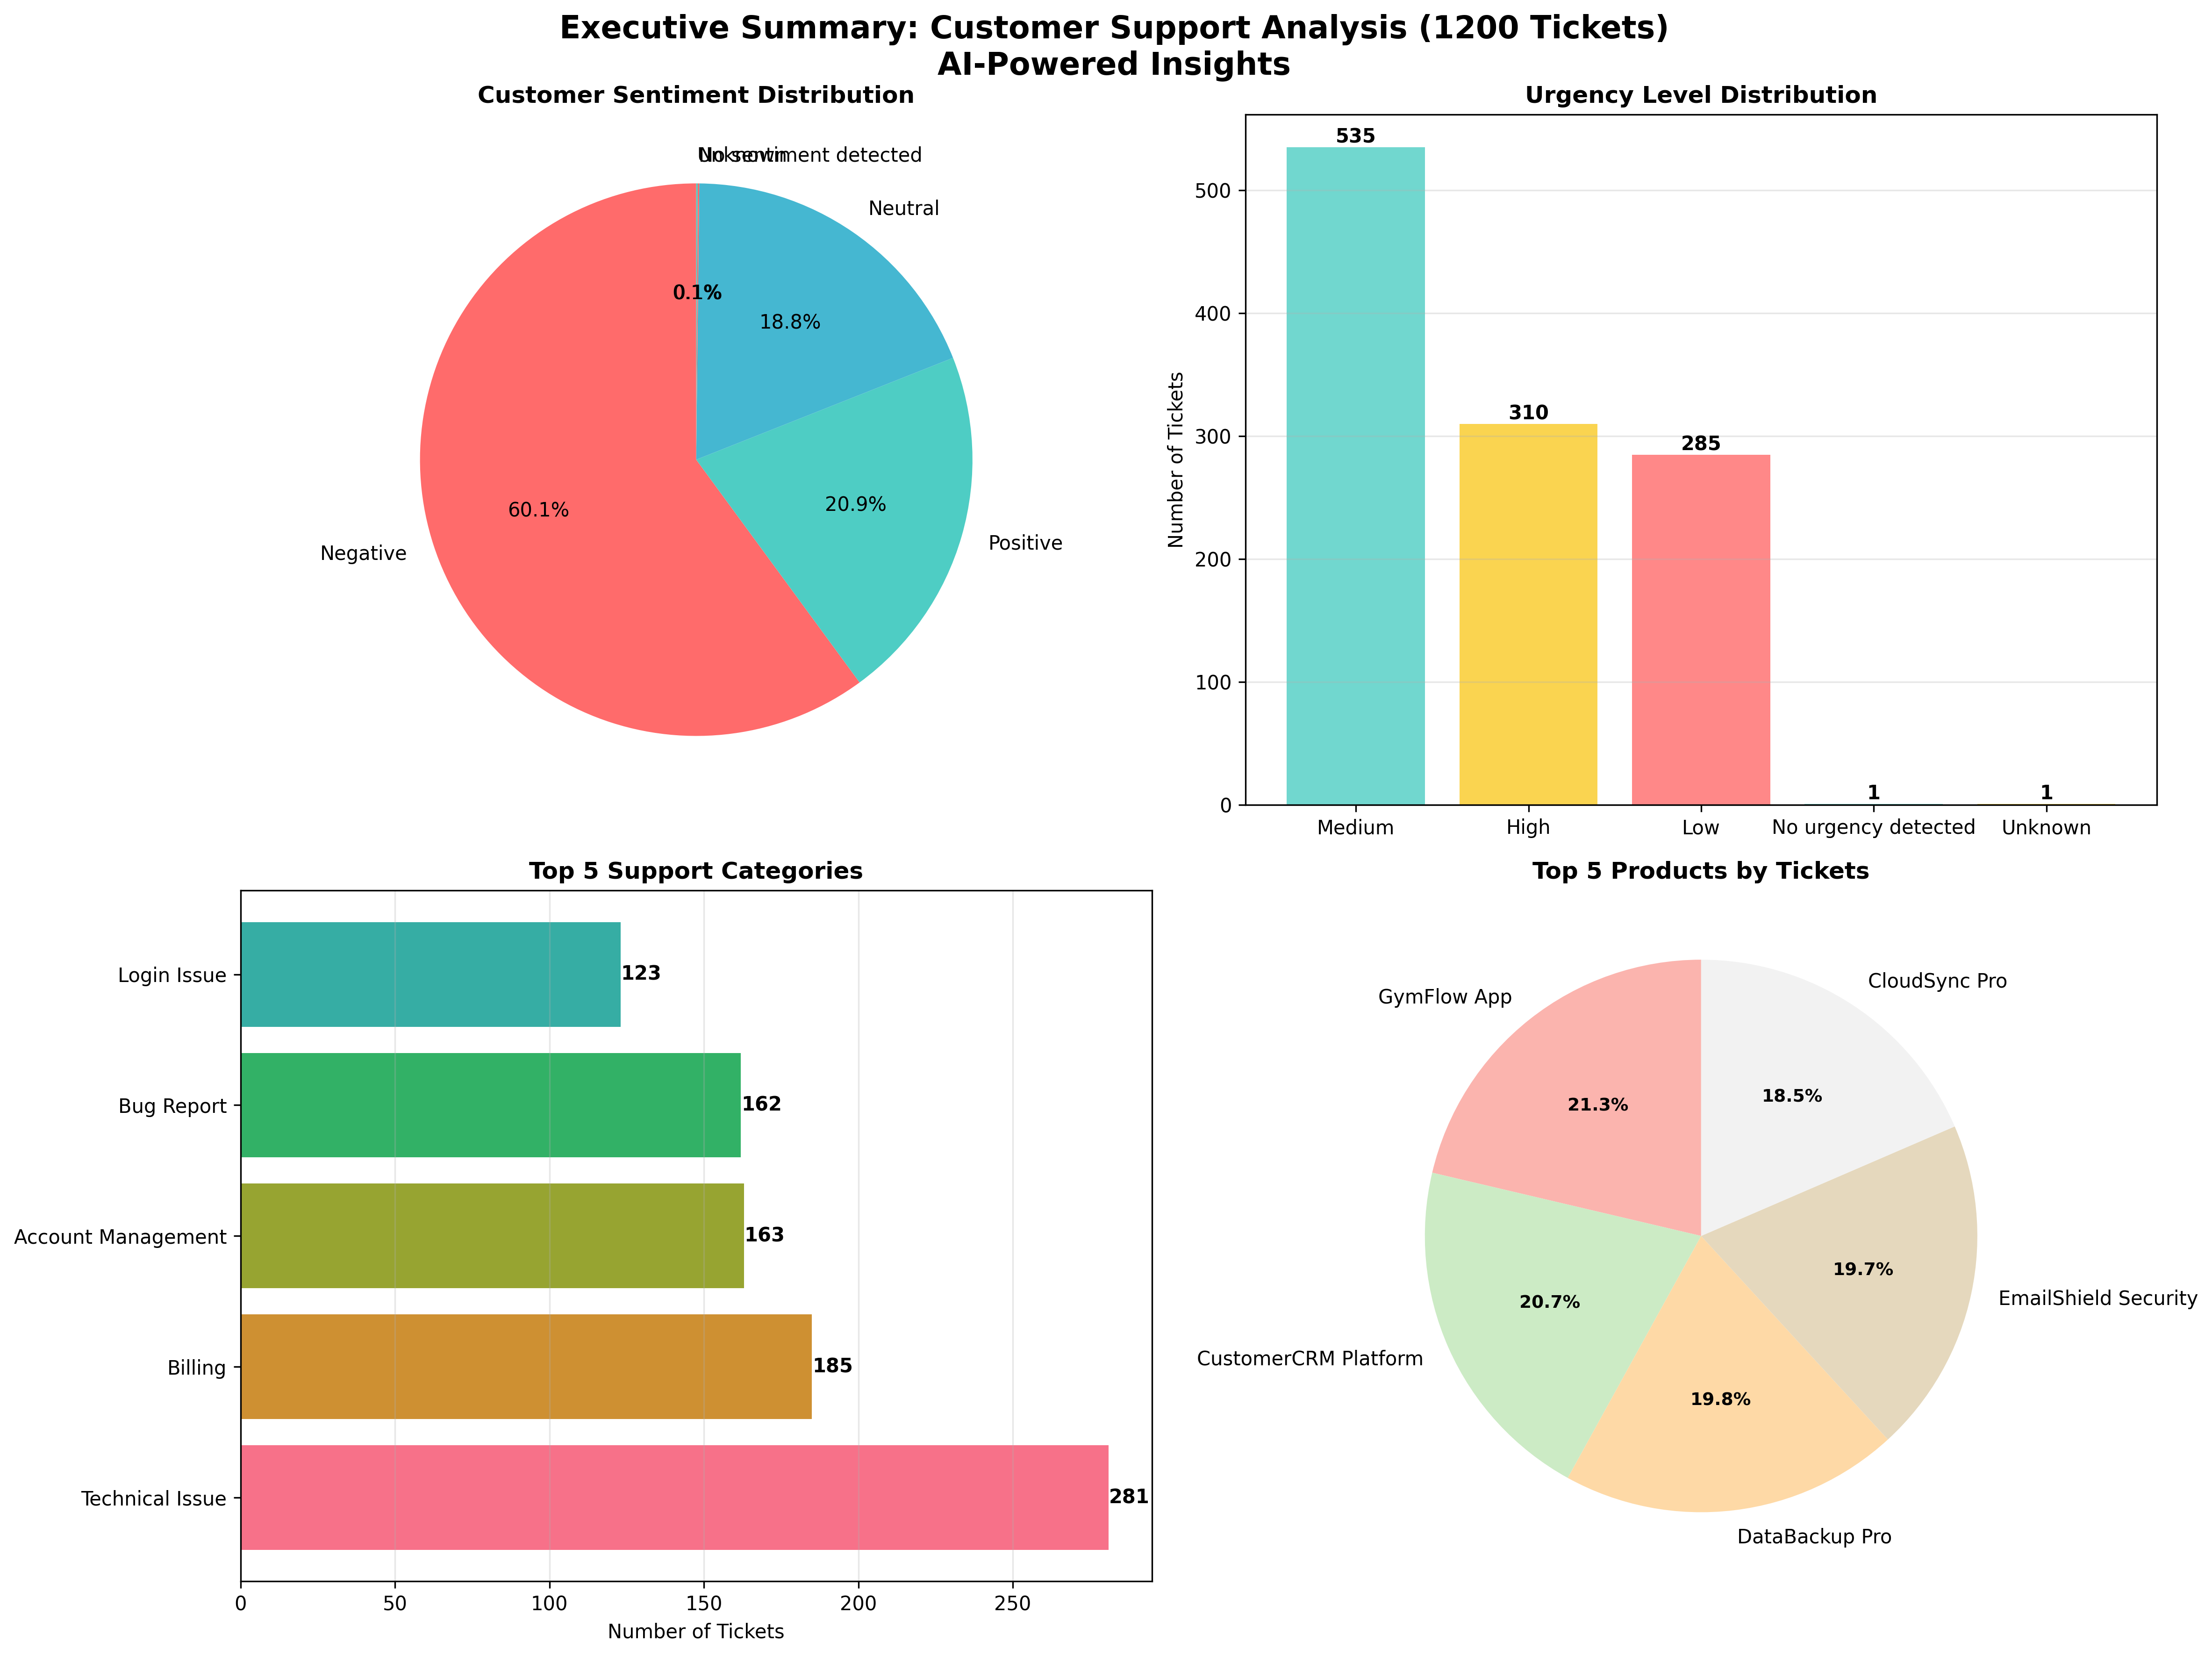 Executive Summary: Customer Support Analysis (1200 Tickets)
AI-Powered Insights
Customer Sentiment Distribution
Unknown
No sentiment detected
Neutral
0.1%
18.8%
60.1%
20.9%
Negative
Positive
Urgency Level Distribution
Number of Tickets
500
400
300
200
100
0
535
310
285
1
1
Medium
High
Low
No urgency detected
Unknown
Top 5 Support Categories
Login Issue
123
Bug Report
162
Account Management
163
Billing
185
Technical Issue
281
0
50
100
150
200
250
Number of Tickets
Top 5 Products by Tickets
GymFlow App
CloudSync Pro
21.3%
18.5%
20.7%
19.7%
CustomerCRM Platform
EmailShield Security
19.8%
DataBackup Pro